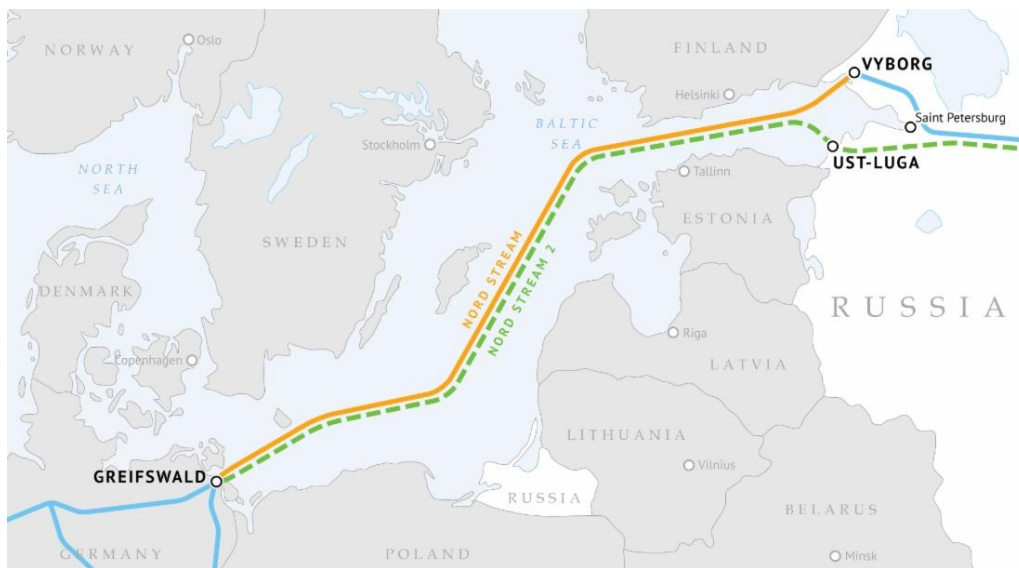 NORWAY
Oslo
FINLAND
VYBORG
Helsinki
Saint Petersburg
BALTIC
SEA
Stockholm
UST-LUGA
NORTH
SEA
Tallinn
ESTONIA
SWEDEN
NORD STREAM
NORD STREAM 2
DENMARK
RUSSIA
Riga
Copenhagen
LATVIA
LITHUANIA
GREIFSWALD
Vilnius
RUSSIA
BELARUS
GERMANY
POLAND
Minsk